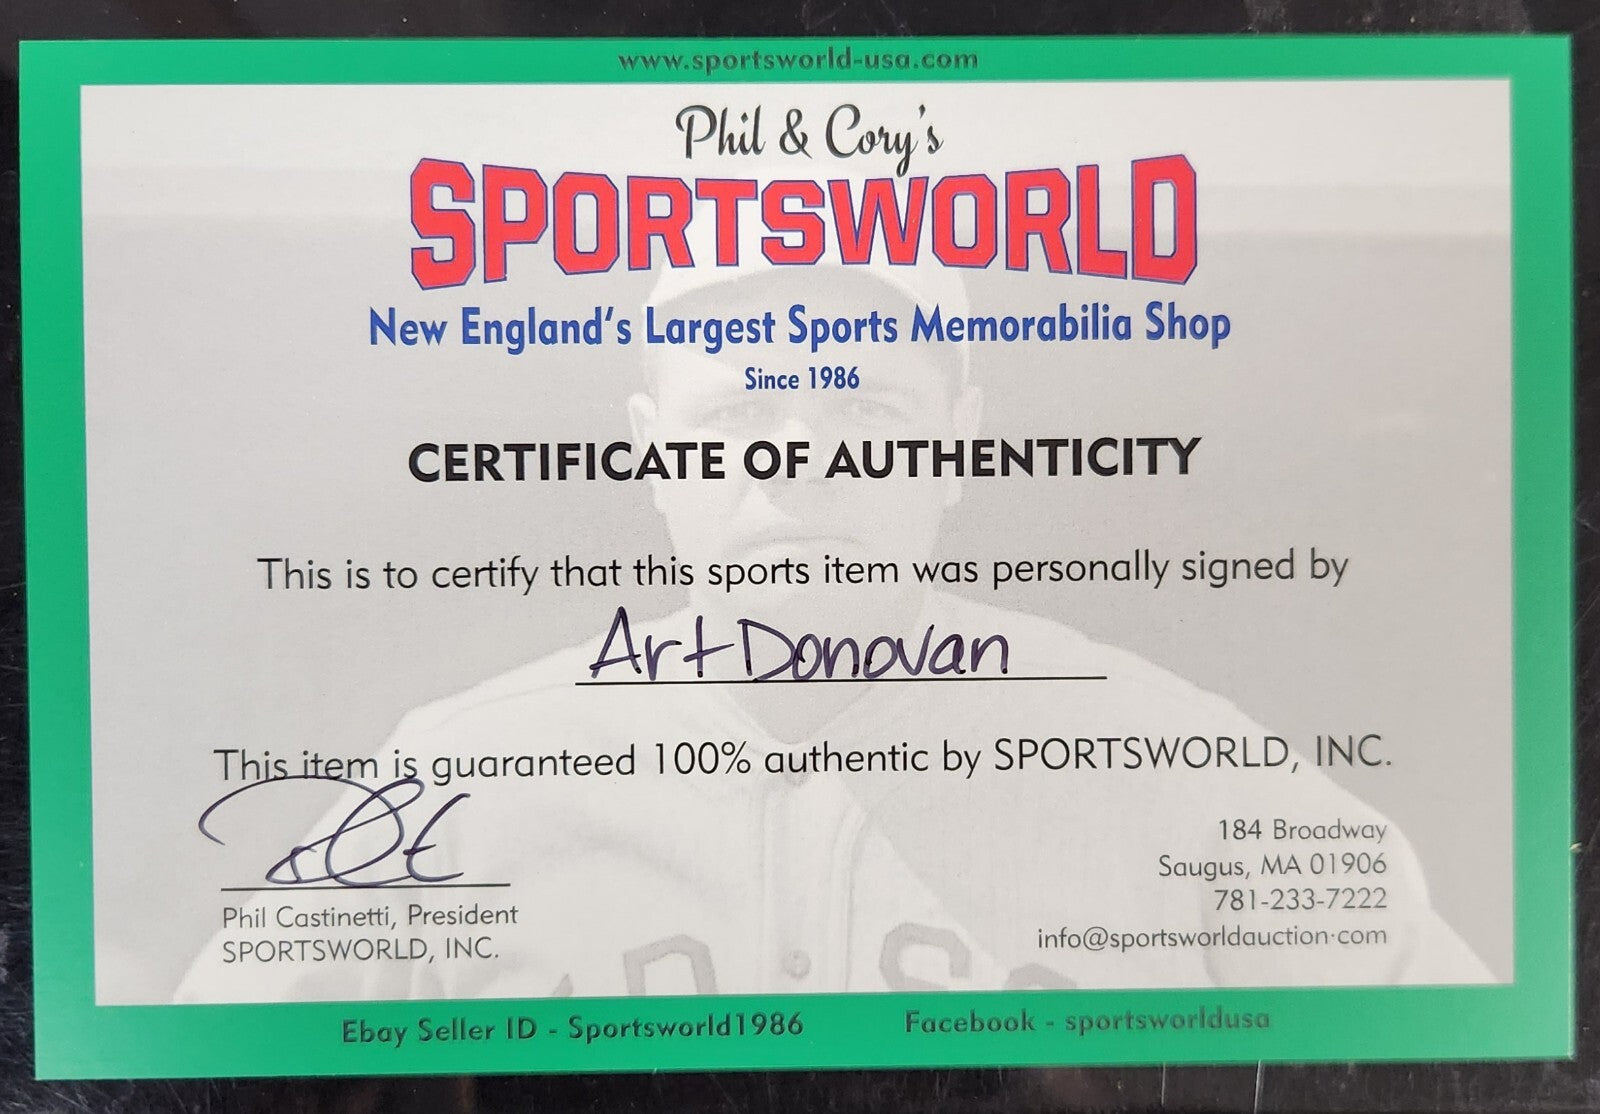 www.sportsworld-usa.com
Phil & Cory's
SPORTSWORLD
New England's Largest Sports Memorabilia Shop
Since 1986
CERTIFICATE OF AUTHENTICITY
This is to certify that this sports item was personally signed by
Art Donovan
This item is guaranteed 100% authentic by SPORTSWORLD, INC.
184 Broadway
Saugus, MA 01906
781-233-7222
info@sportsworldauction.com
Phil Castinetti, President
SPORTSWORLD, INC.
Ebay Seller ID - Sportsworld1986
Facebook - sportsworldusa